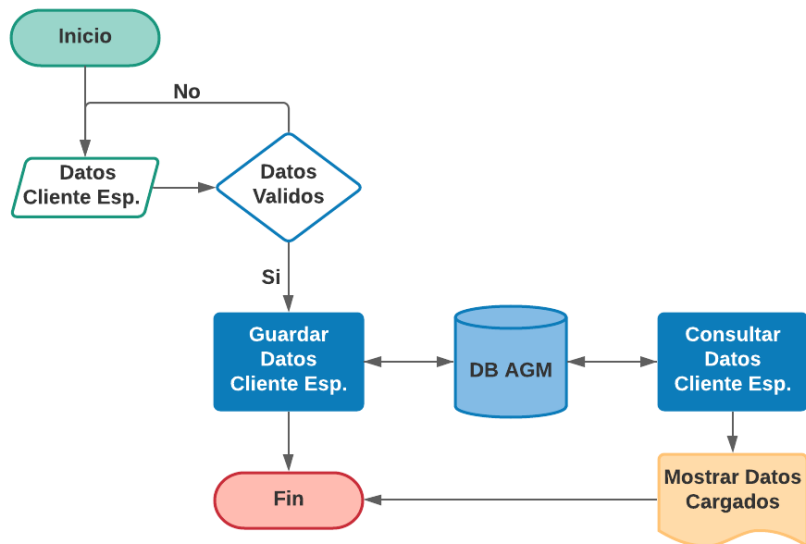 Inicio
No
Datos
Cliente Esp.
Datos
Validos
Si
Guardar
Datos
Cliente Esp.
DB AGM
Consultar
Datos
Cliente Esp.
Fin
Mostrar Datos
Cargados